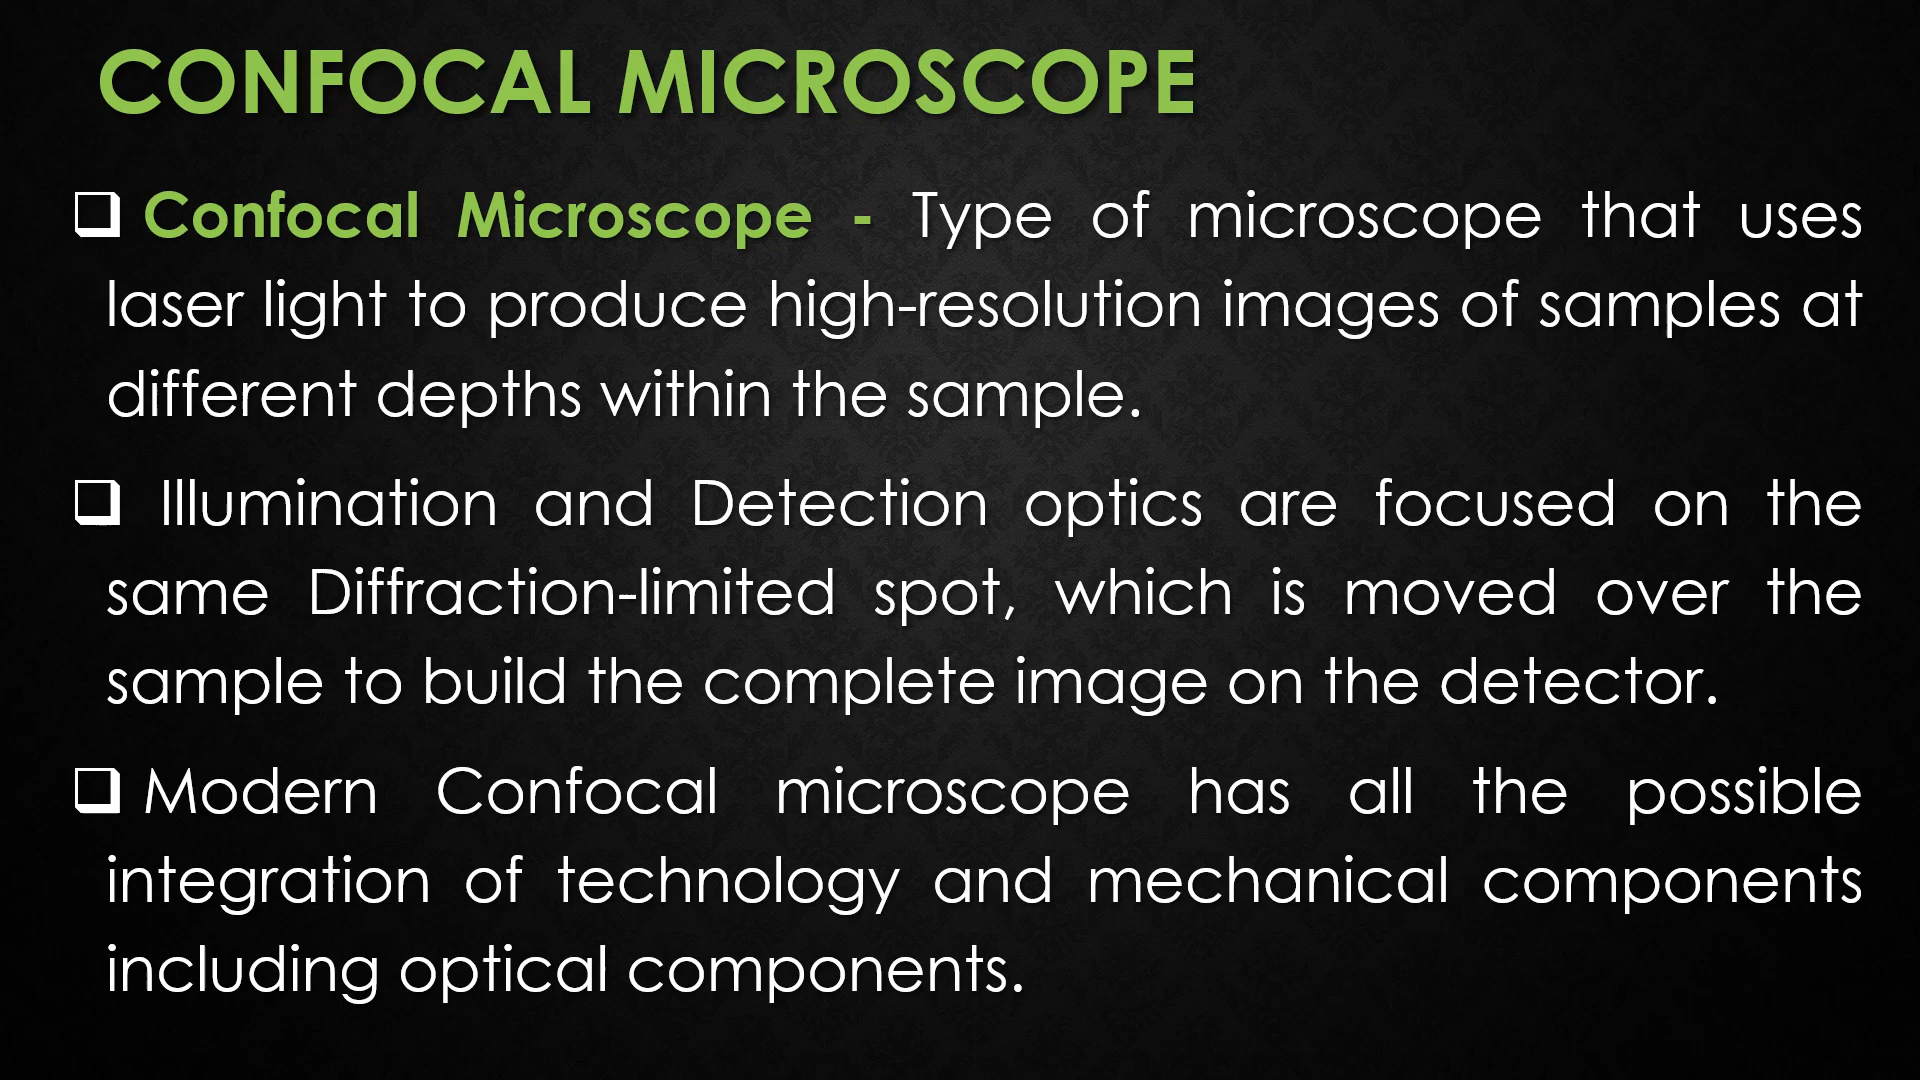 CONFOCAL MICROSCOPE
❑ Confocal Microscope - Type of microscope that uses
laser light to produce high-resolution images of samples at
different depths within the sample.
❑ Illumination and Detection optics are focused on the
same Diffraction-limited spot, which is moved over the
sample to build the complete image on the detector.
❑ Modern Confocal microscope has all the possible
integration of technology and mechanical components
including optical components.